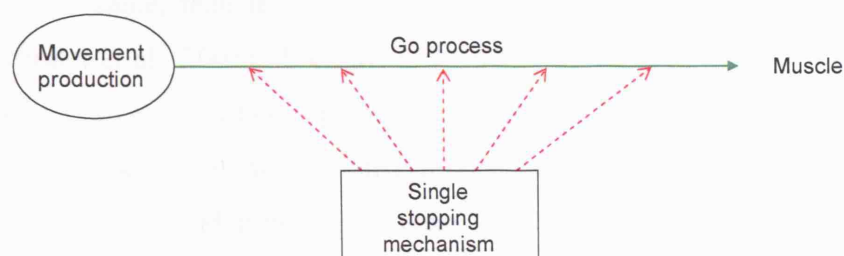 Movement
production
Go process
Muscle
Single
stopping
mechanism